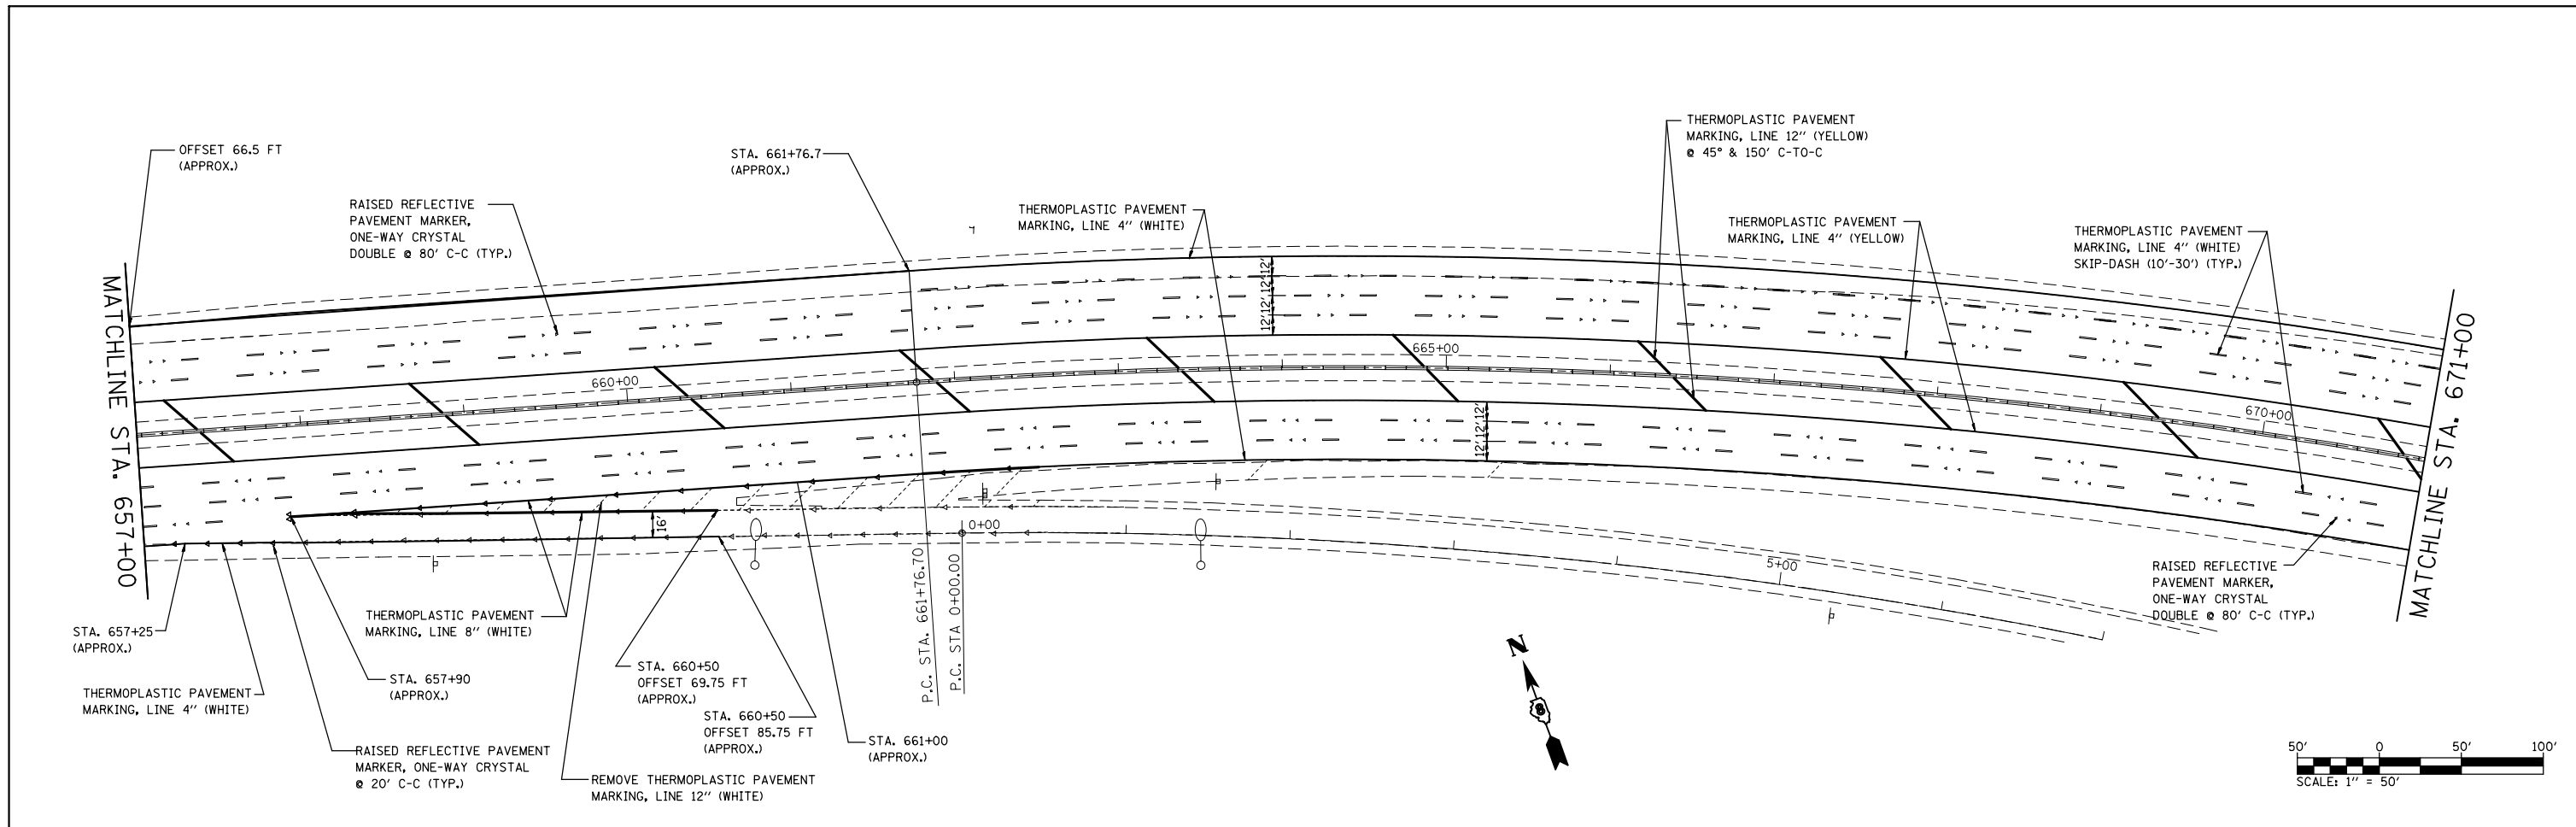 OFFSET 66.5 FT
(APPROX.)
RAISED REFLECTIVE
PAVEMENT MARKER,
ONE-WAY CRYSTAL
DOUBLE @ 80' C-C (TYP.)
STA. 661+76.7
(APPROX.)
THERMOPLASTIC PAVEMENT
MARKING, LINE 4" (WHITE)
THERMOPLASTIC PAVEMENT
MARKING, LINE 12" (YELLOW)
@ 45° & 150' C-TO-C
THERMOPLASTIC PAVEMENT
MARKING, LINE 4" (YELLOW)
THERMOPLASTIC PAVEMENT
MARKING, LINE 4" (WHITE)
SKIP-DASH (10'-30') (TYP.)
MATCHLINE STA. 657+00
12' 12' 12' 12'
660+00
665+00
670+00
12' 12' 12'
MATCHLINE STA. 671+00
16'
0+00
5+00
P.C. STA. 661+76.70
P.C. STA 0+00.00
STA. 657+25
(APPROX.)
THERMOPLASTIC PAVEMENT
MARKING, LINE 8" (WHITE)
THERMOPLASTIC PAVEMENT
MARKING, LINE 4" (WHITE)
STA. 657+90
(APPROX.)
STA. 660+50
OFFSET 69.75 FT
(APPROX.)
STA. 660+50
OFFSET 85.75 FT
(APPROX.)
STA. 661+00
(APPROX.)
RAISED REFLECTIVE PAVEMENT
MARKER, ONE-WAY CRYSTAL
@ 20' C-C (TYP.)
REMOVE THERMOPLASTIC PAVEMENT
MARKING, LINE 12" (WHITE)
RAISED REFLECTIVE
PAVEMENT MARKER,
ONE-WAY CRYSTAL
DOUBLE @ 80' C-C (TYP.)
N
50' 0 50' 100'
SCALE: 1" = 50'